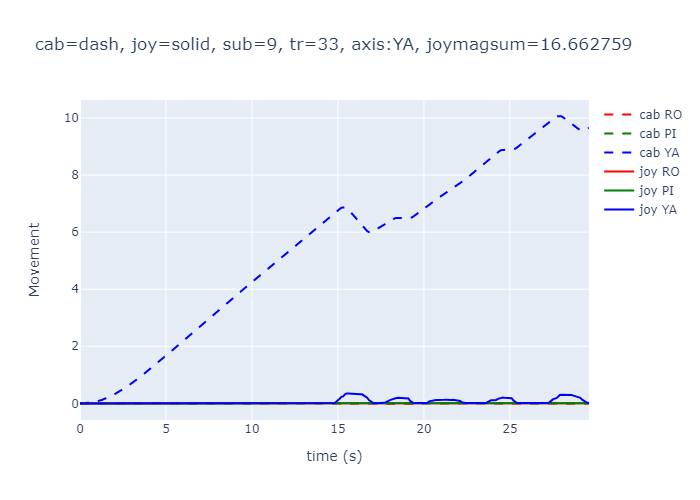 cab=dash, joy=solid, sub=9, tr=33, axis:YA, joymagsum=16.662759
Movement
10
8
6
4
2
0
0 5 10 15 20 25
time (s)
cab RO
cab PI
cab YA
joy RO
joy PI
joy YA